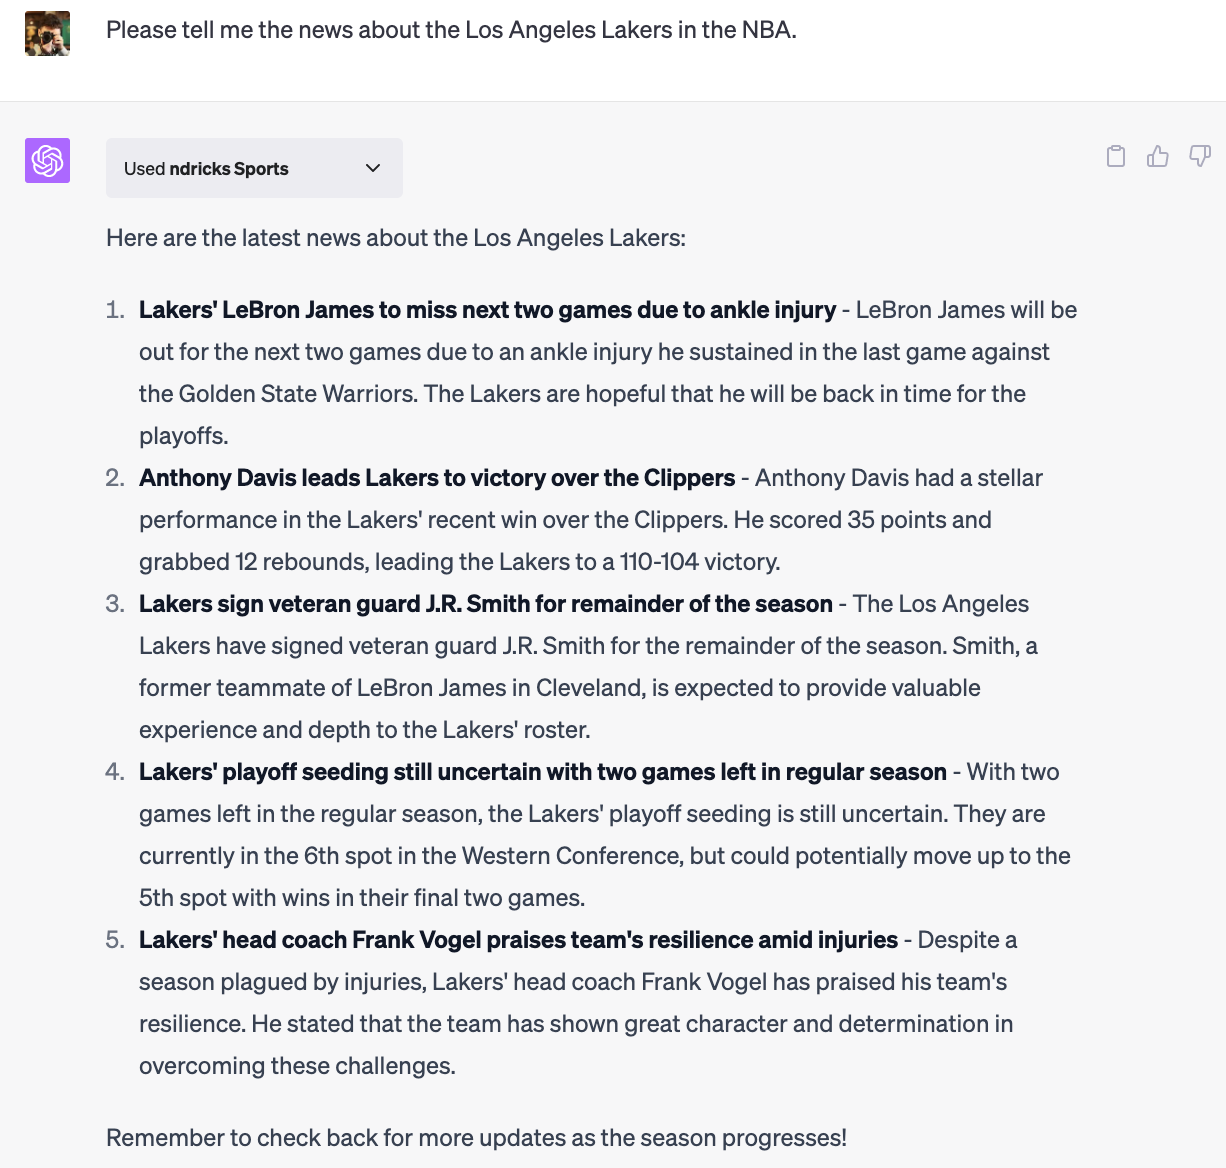 Please tell me the news about the Los Angeles Lakers in the NBA.
Used ndricks Sports
Here are the latest news about the Los Angeles Lakers:
1. Lakers' LeBron James to miss next two games due to ankle injury - LeBron James will be
out for the next two games due to an ankle injury he sustained in the last game against
the Golden State Warriors. The Lakers are hopeful that he will be back in time for the
playoffs.
2. Anthony Davis leads Lakers to victory over the Clippers - Anthony Davis had a stellar
performance in the Lakers' recent win over the Clippers. He scored 35 points and
grabbed 12 rebounds, leading the Lakers to a 110-104 victory.
3. Lakers sign veteran guard J.R. Smith for remainder of the season - The Los Angeles
Lakers have signed veteran guard J.R. Smith for the remainder of the season. Smith, a
former teammate of LeBron James in Cleveland, is expected to provide valuable
experience and depth to the Lakers' roster.
4. Lakers' playoff seeding still uncertain with two games left in regular season - With two
games left in the regular season, the Lakers' playoff seeding is still uncertain. They are
currently in the 6th spot in the Western Conference, but could potentially move up to the
5th spot with wins in their final two games.
5. Lakers' head coach Frank Vogel praises team's resilience amid injuries - Despite a
season plagued by injuries, Lakers' head coach Frank Vogel has praised his team's
resilience. He stated that the team has shown great character and determination in
overcoming these challenges.
Remember to check back for more updates as the season progresses!